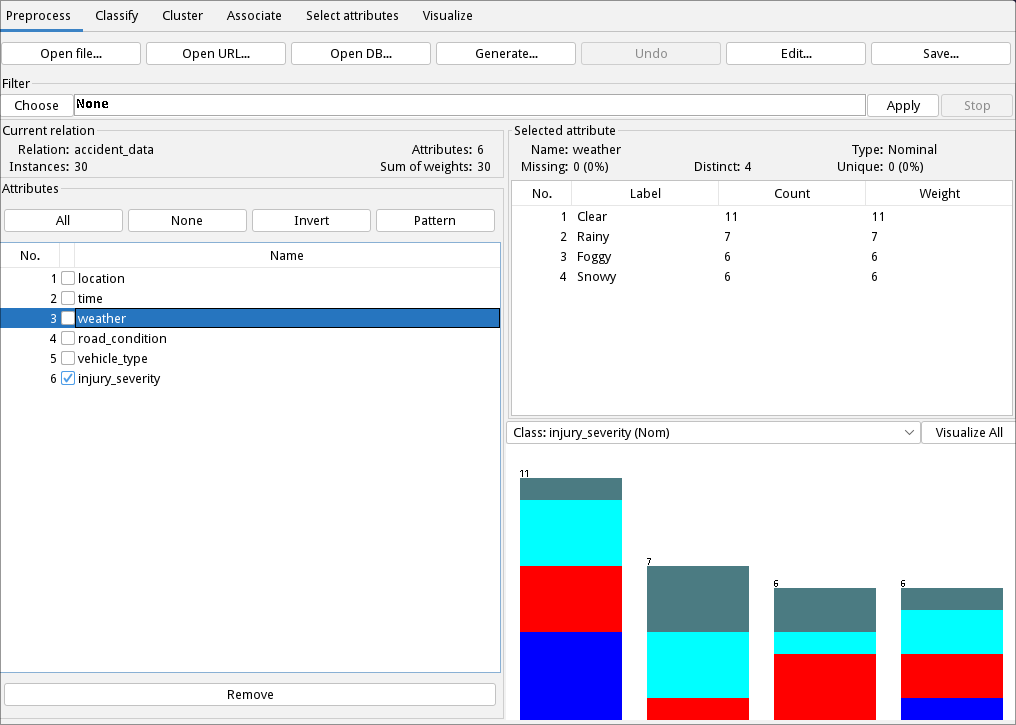 Preprocess Classify Cluster Associate Select attributes Visualize
Open file... Open URL... Open DB... Generate... Undo Edit... Save...
Filter
Choose None Apply Stop
Current relation
Relation: accident_data Attributes: 6
Instances: 30 Sum of weights: 30
Attributes
All None Invert Pattern
No. Name
1 location
2 time
3 weather
4 road_condition
5 vehicle_type
6 injury_severity
Remove
Selected attribute
Name: weather Type: Nominal
Missing: 0 (0%) Distinct: 4 Unique: 0 (0%)
No. Label Count Weight
1 Clear 11 11
2 Rainy 7 7
3 Foggy 6 6
4 Snowy 6 6
Class: injury_severity (Nom) Visualize All
11
7
6
6